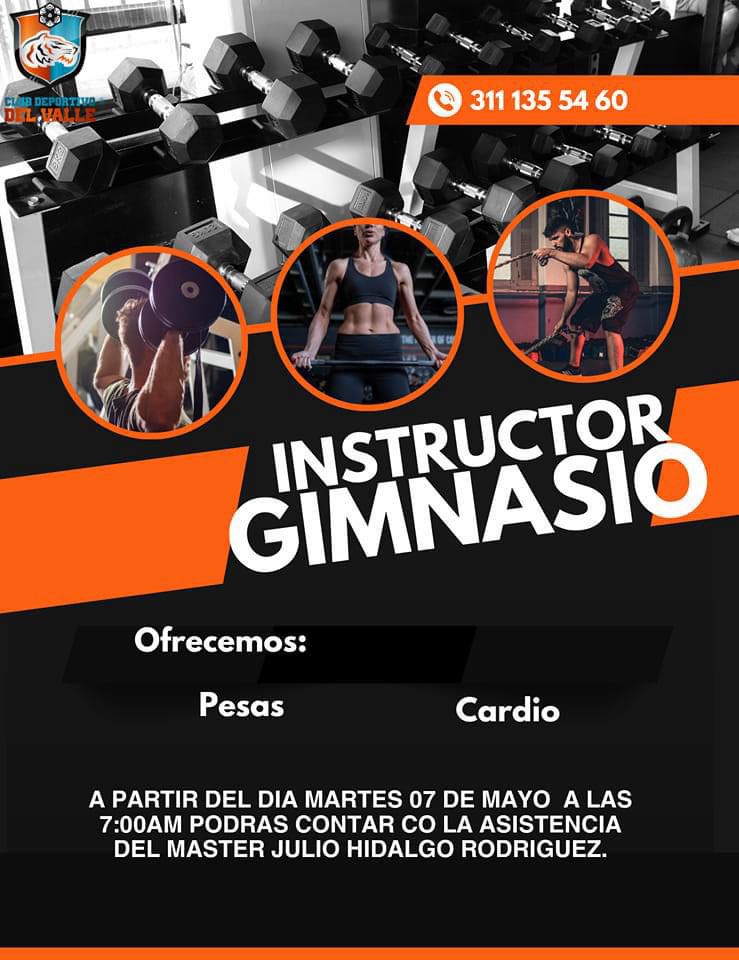 CLUB DEPORTIVO
DEL VALLE
311 135 54 60
INSTRUCTOR
GIMNASIO
Ofrecemos:
Pesas
Cardio
A PARTIR DEL DIA MARTES 07 DE MAYO A LAS
7:00AM PODRAS CONTAR CO LA ASISTENCIA
DEL MASTER JULIO HIDALGO RODRIGUEZ.